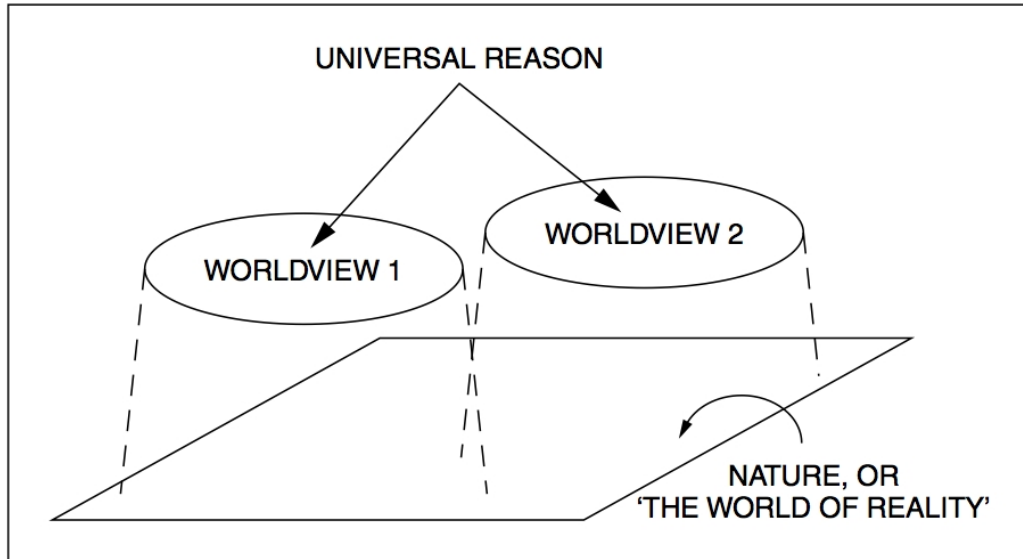 UNIVERSAL REASON
WORLDVIEW 1
WORLDVIEW 2
NATURE, OR
‘THE WORLD OF REALITY’